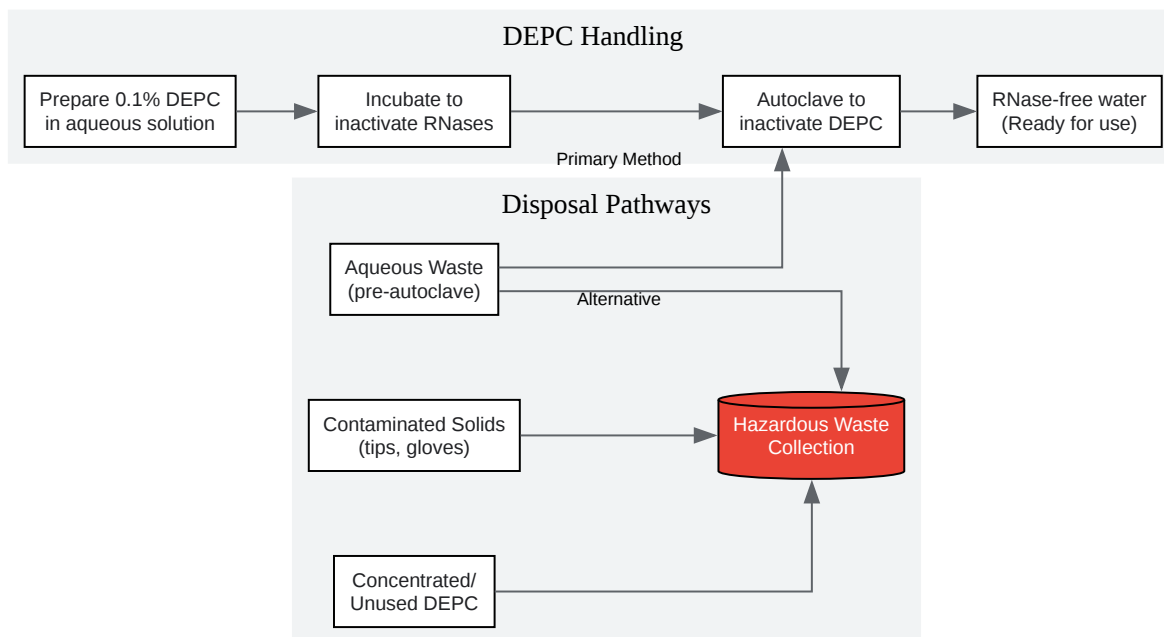 DEPC Handling
Prepare 0.1% DEPC
in aqueous solution
Incubate to
inactivate RNases
Autoclave to
inactivate DEPC
RNase-free water
(Ready for use)
Primary Method
Disposal Pathways
Aqueous Waste
(pre-autoclave)
Alternative
Contaminated Solids
(tips, gloves)
Hazardous Waste
Collection
Concentrated/
Unused DEPC